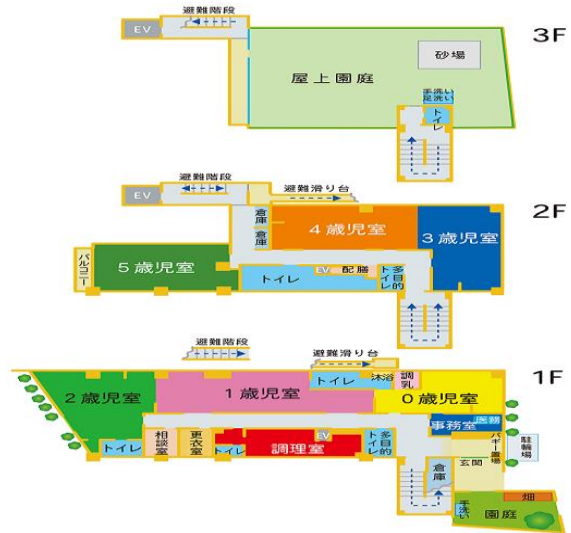 避難階段
EV
3F
砂場
屋上園庭
手洗い
足洗い
トイレ
避難階段
EV
避難滑り台
2F
倉庫
倉庫
4歳児室
3歳児室
5歳児室
バルコニー
トイレ
EV
配膳
多目的
トイレ
避難階段
避難滑り台
1F
トイレ
沐浴
調乳
2歳児室
1歳児室
0歳児室
医務
事務室
トイレ
相談室
更衣室
トイレ
調理室
EV
多目的
トイレ
倉庫
玄関
バギー置場
駐輪場
手洗い
畑
園庭